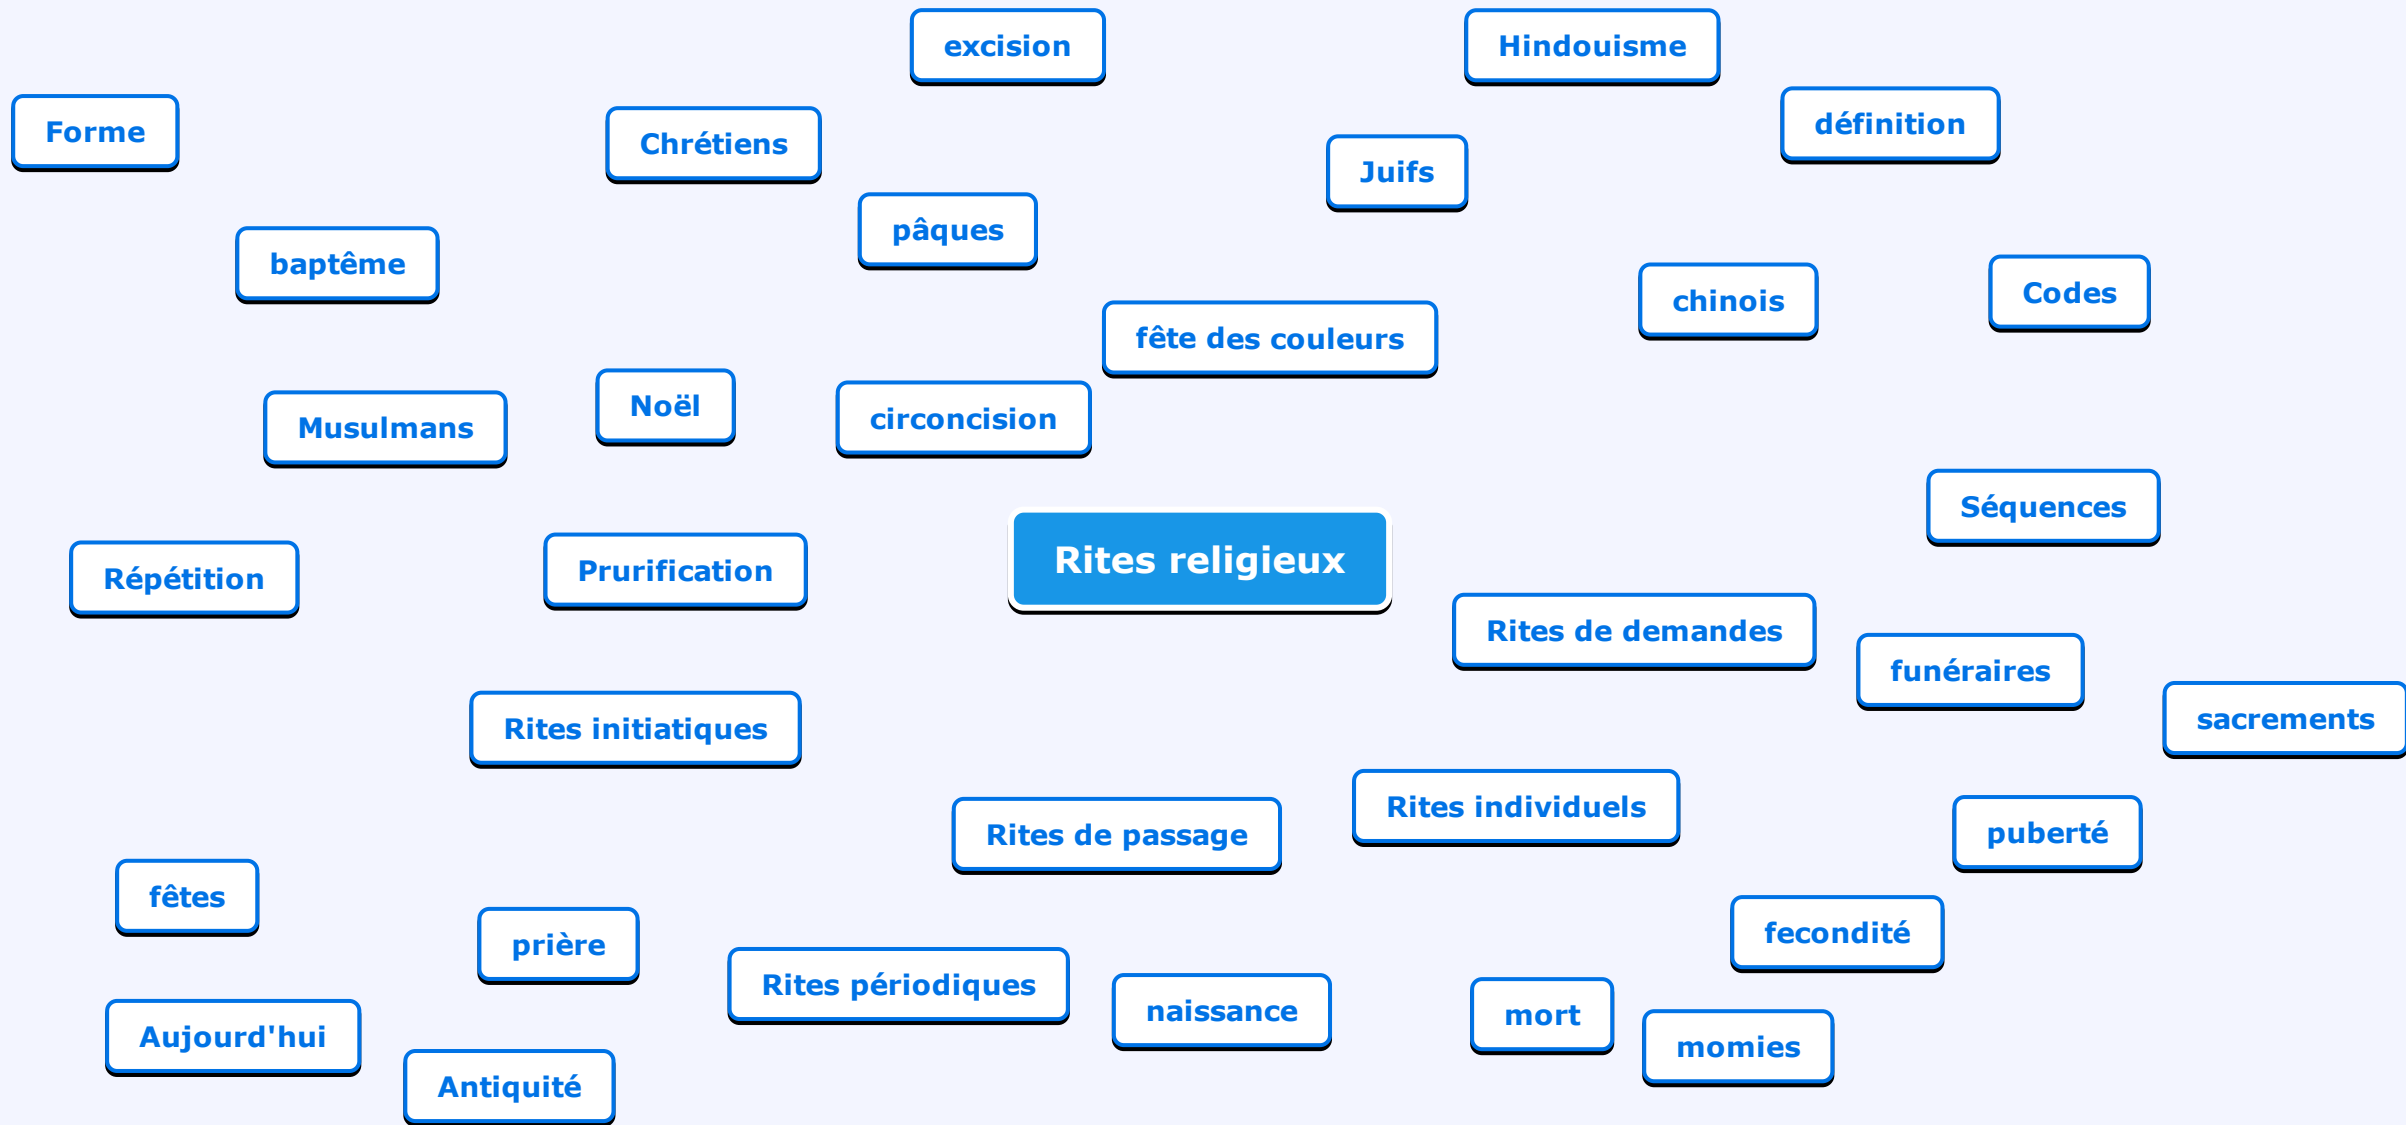 excision
Hindouisme
définition
Forme
Chrétiens
Juifs
pâques
baptême
Codes
chinois
fête des couleurs
Noël
circoncision
Musulmans
Séquences
Rites religieux
Prurification
Répétition
Rites de demandes
funéraires
sacrements
Rites initiatiques
Rites individuels
puberté
Rites de passage
fêtes
fecondité
prière
Rites périodiques
naissance
mort
Aujourd'hui
momies
Antiquité